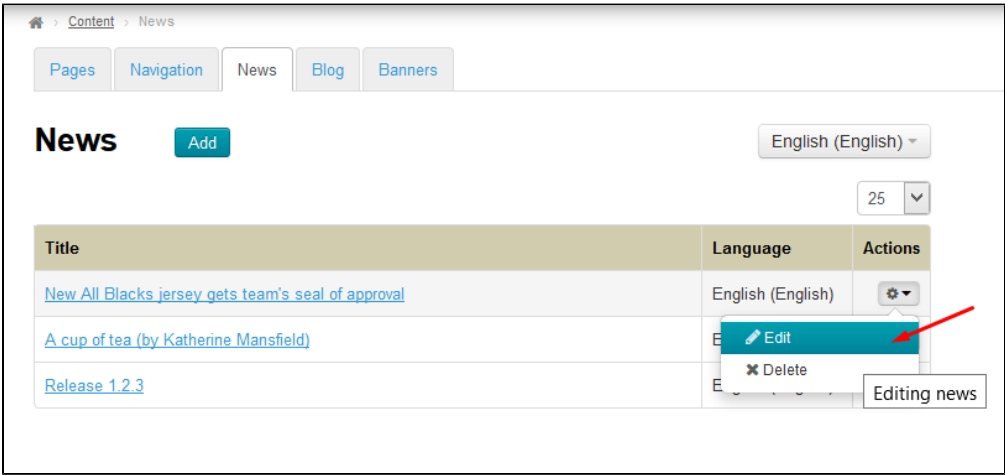 Content > News
Pages Navigation News Blog Banners
News Add English (English)
25
Title Language Actions
New All Blacks jersey gets team's seal of approval English (English)
A cup of tea (by Katherine Mansfield)
Edit
Release 1.2.3
Delete
Editing news